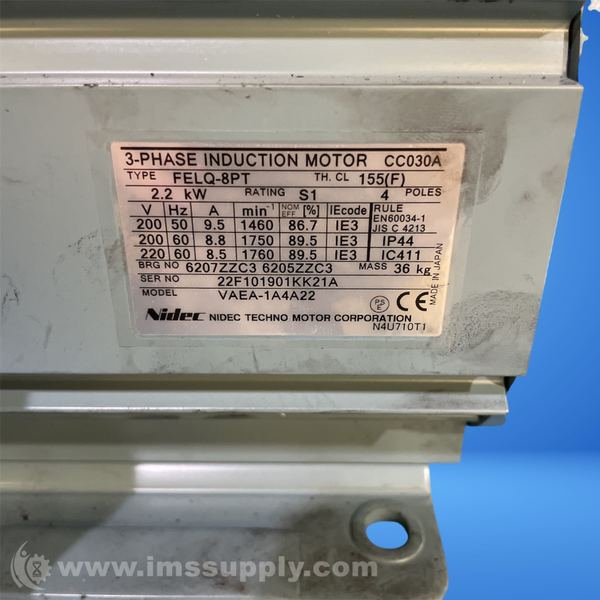 3-PHASE INDUCTION MOTOR CC030A
TYPE FELQ-8PT TH. CL 155(F)
2.2 kW RATING S1 4 POLES
V Hz A min⁻¹ NOM EFF [%] IEcode RULE
200 50 9.5 1460 86.7 IE3 EN60034-1 JIS C 4213
200 60 8.8 1750 89.5 IE3 IP44
220 60 8.5 1760 89.5 IE3 IC411
BRG NO 6207ZZC3 6205ZZC3 MASS 36 kg
SER NO 22F101901KK21A
MODEL VAEA-1A4A22
PS E CE
Nidec NIDEC TECHNO MOTOR CORPORATION
N4U710T1
MADE IN JAPAN
www.imssupply.com